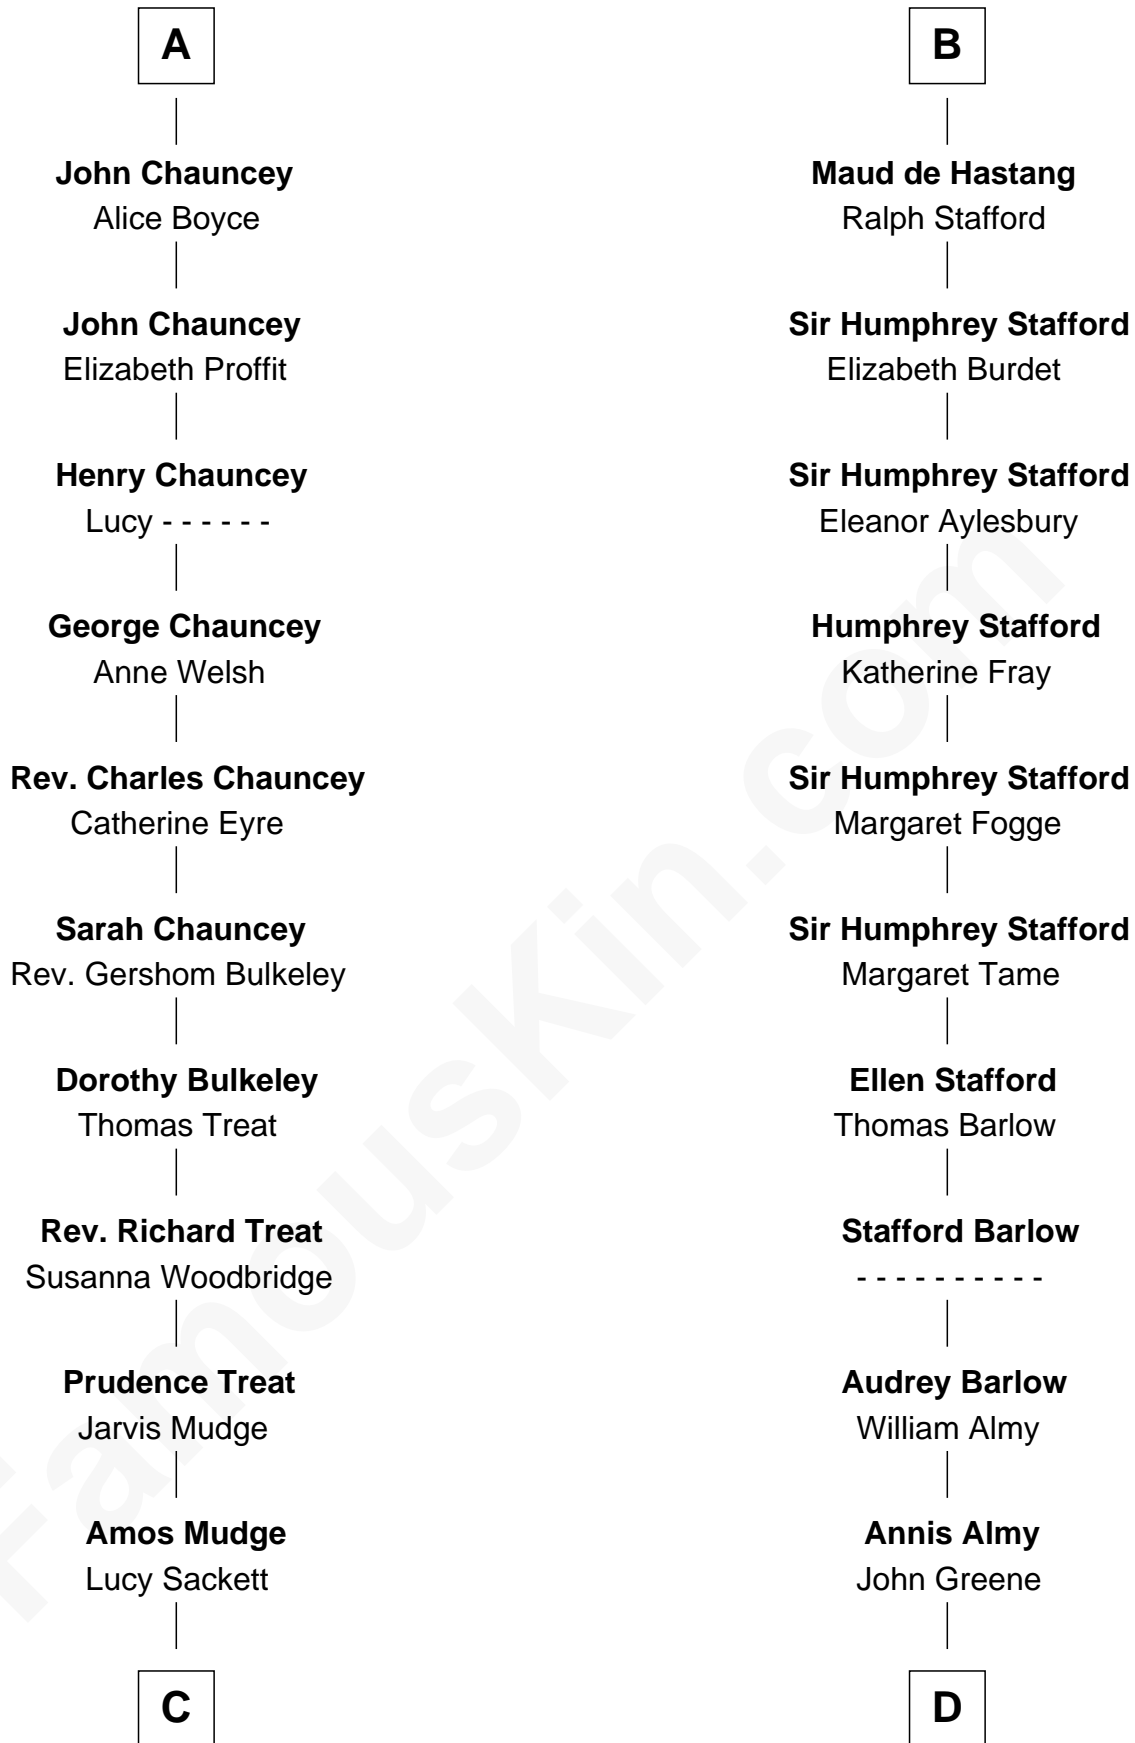 A
John Chauncey
Alice Boyce
John Chauncey
Elizabeth Proffit
Henry Chauncey
Lucy - - - - - -
George Chauncey
Anne Welsh
Rev. Charles Chauncey
Catherine Eyre
Sarah Chauncey
Rev. Gershom Bulkeley
Dorothy Bulkeley
Thomas Treat
Rev. Richard Treat
Susanna Woodbridge
Prudence Treat
Jarvis Mudge
Amos Mudge
Lucy Sackett
C
B
Maud de Hastang
Ralph Stafford
Sir Humphrey Stafford
Elizabeth Burdet
Sir Humphrey Stafford
Eleanor Aylesbury
Humphrey Stafford
Katherine Fray
Sir Humphrey Stafford
Margaret Fogge
Sir Humphrey Stafford
Margaret Tame
Ellen Stafford
Thomas Barlow
Stafford Barlow
- - - - - - - - - -
Audrey Barlow
William Almy
Annis Almy
John Greene
D
FamousKin.com